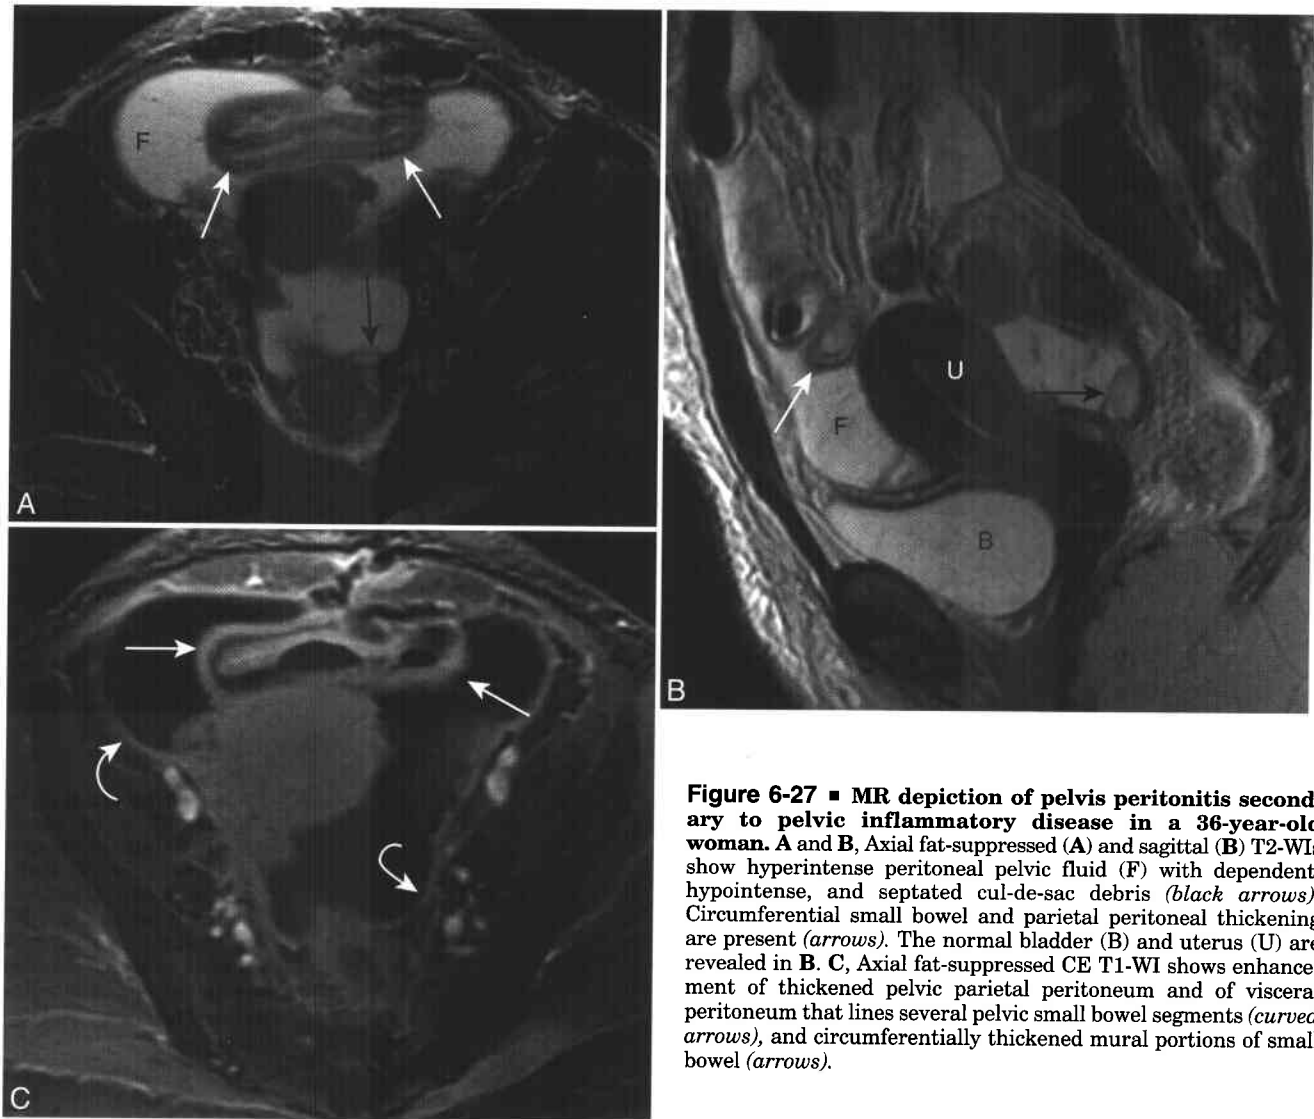 F
A
U
F
B
B
C
Figure 6-27 ■ MR depiction of pelvis peritonitis second
ary to pelvic inflammatory disease in a 36-year-old
woman. A and B, Axial fat-suppressed (A) and sagittal (B) T2-WIs
show hyperintense peritoneal pelvic fluid (F) with dependent
hypointense, and septated cul-de-sac debris (black arrows)
Circumferential small bowel and parietal peritoneal thickening
are present (arrows). The normal bladder (B) and uterus (U) are
revealed in B. C, Axial fat-suppressed CE T1-WI shows enhance
ment of thickened pelvic parietal peritoneum and of viscera
peritoneum that lines several pelvic small bowel segments (curved
arrows), and circumferentially thickened mural portions of smal
bowel (arrows).